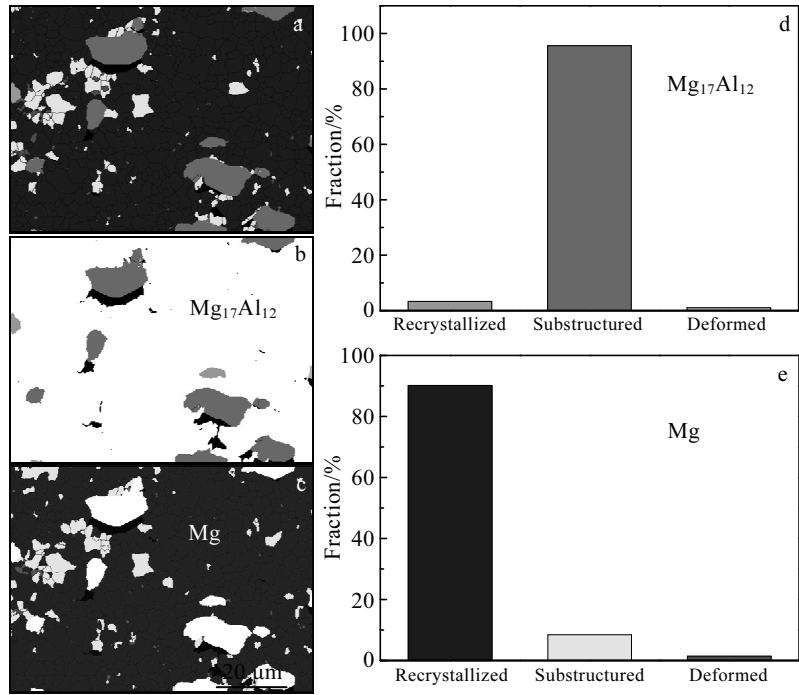 a
b
Mg17Al12
c
Mg
20 μm
d
Mg17Al12
Fraction/%
100
80
60
40
20
0
Recrystallized Substructured Deformed
e
Mg
Fraction/%
100
80
60
40
20
0
Recrystallized Substructured Deformed